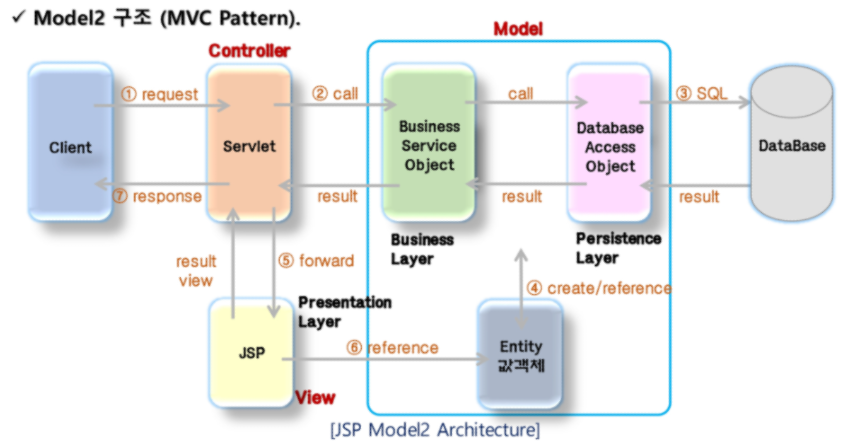 ✓ Model2 구조 (MVC Pattern).
Model
Controller
① request
② call
call
③ SQL
Client
Servlet
Business
Service
Object
Database
Access
Object
DataBase
⑦ response
result
result
result
Business
Layer
Persistence
Layer
result
view
⑤ forward
④ create/reference
Presentation
Layer
JSP
⑥ reference
Entity
값객체
View
[JSP Model2 Architecture]